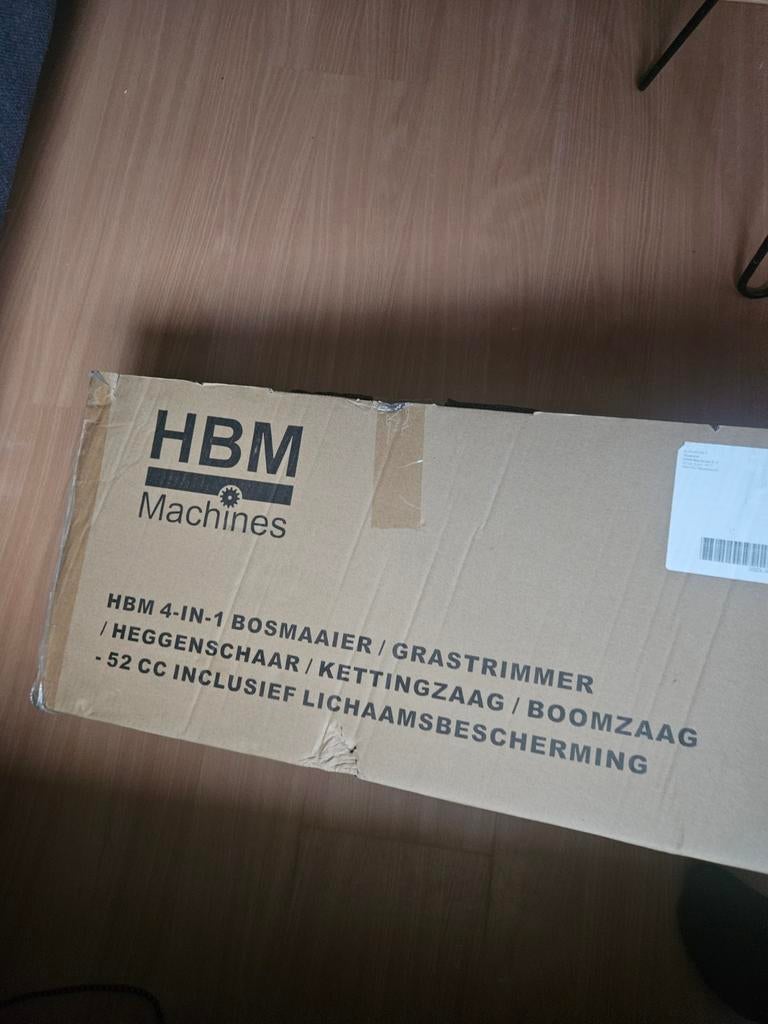 HBM
Machines
HBM 4-IN-1 BOSMAAIER / GRASTRIMMER
/ HEGGENSCHAAR / KETTINGZAAG / BOOMZAAG
- 52 CC INCLUSIEF LICHAAMSBESCHERMING